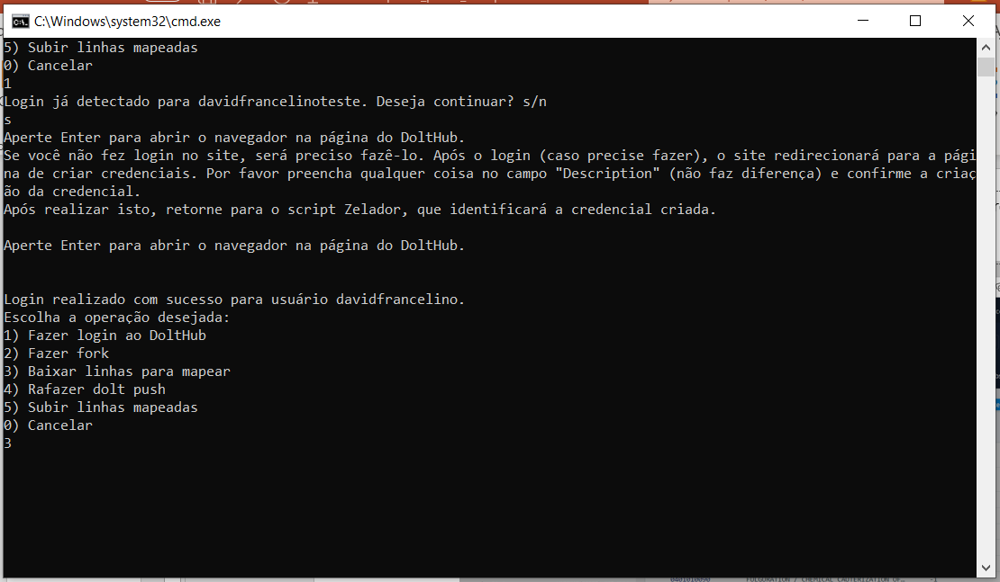 C:\Windows\system32\cmd.exe
5) Subir linhas mapeadas
0) Cancelar
1
Login já detectado para davidfrancelinoteste. Deseja continuar? s/n
s
Aperte Enter para abrir o navegador na página do DoltHub.
Se você não fez login no site, será preciso fazê-lo. Após o login (caso precise fazer), o site redirecionará para a pági
na de criar credenciais. Por favor preencha qualquer coisa no campo "Description" (não faz diferença) e confirme a criaç
ão da credencial.
Após realizar isto, retorne para o script Zelador, que identificará a credencial criada.
Aperte Enter para abrir o navegador na página do DoltHub.
Login realizado com sucesso para usuário davidfrancelino.
Escolha a operação desejada:
1) Fazer login ao DoltHub
2) Fazer fork
3) Baixar linhas para mapear
4) Rafazer dolt push
5) Subir linhas mapeadas
0) Cancelar
3